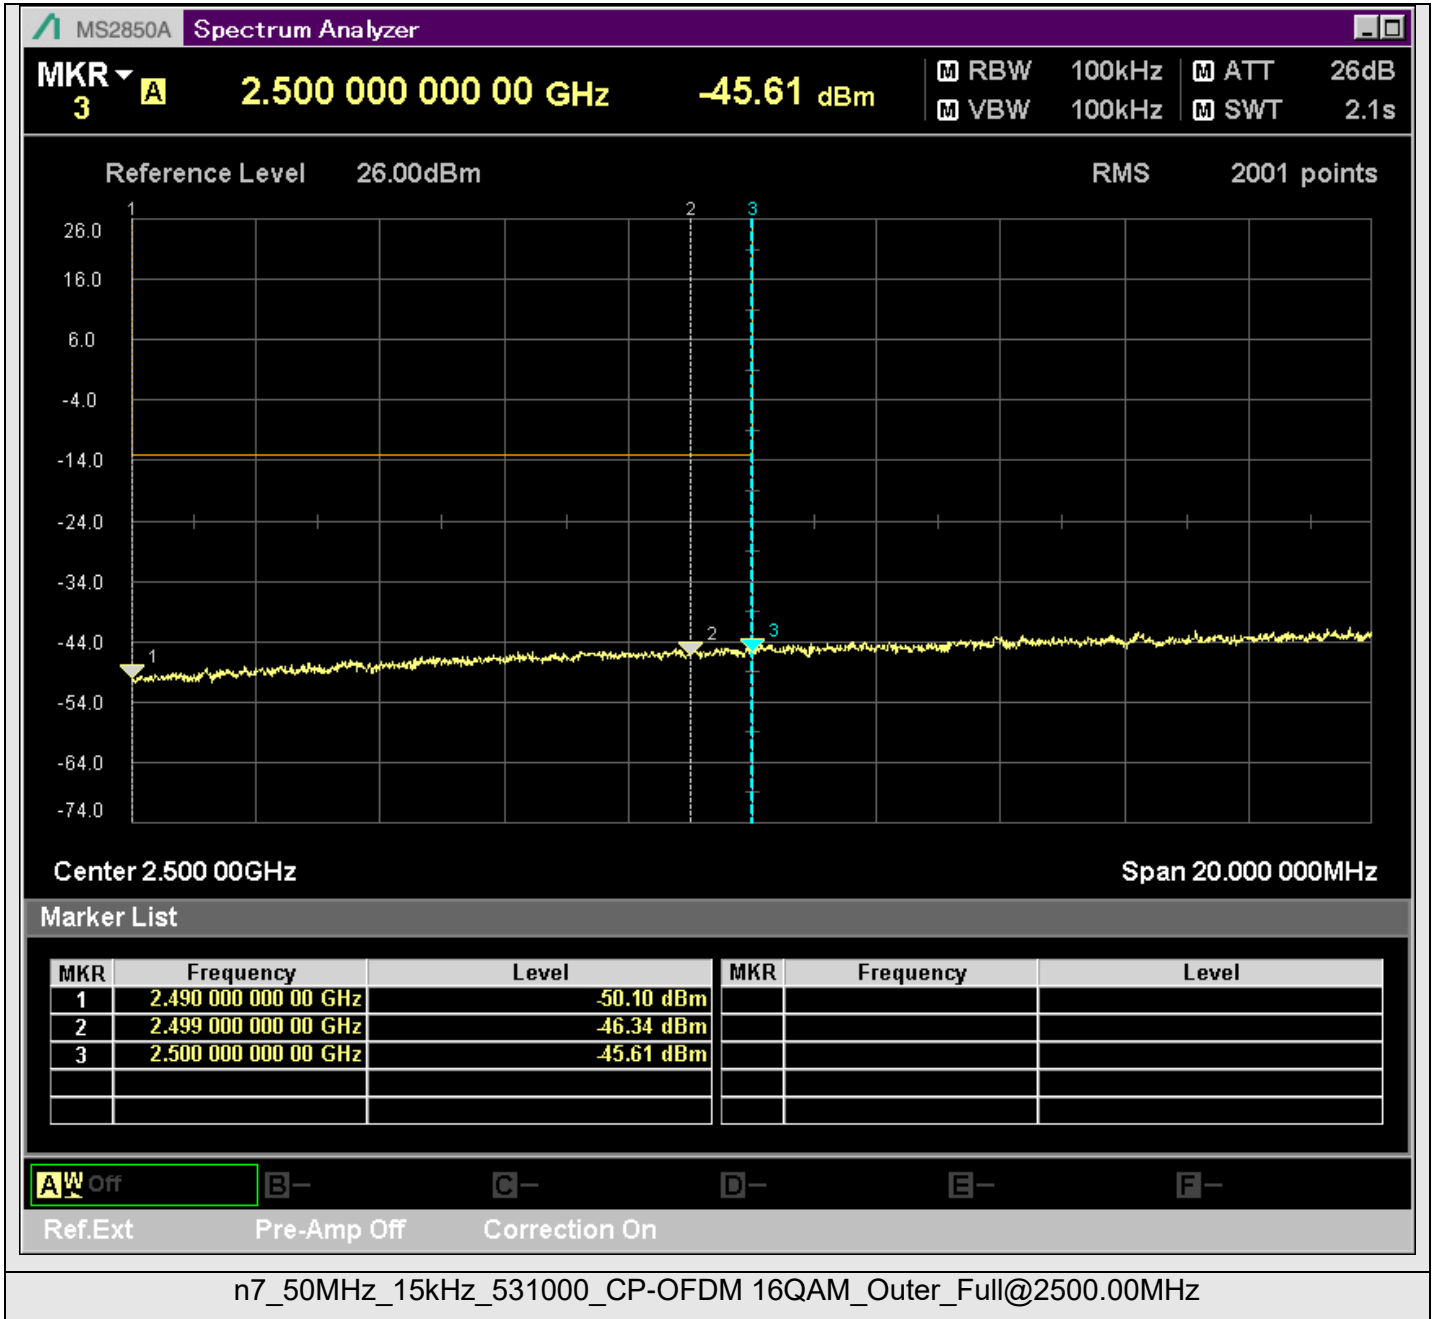 MS2850A Spectrum Analyzer
MKR A 2.500 000 000 00 GHz -45.61 dBm M RBW 100kHz M ATT 26dB
3 M VBW 100kHz M SWT 2.1s
Reference Level 26.00dBm RMS 2001 points
1 2 3
26.0
16.0
6.0
-4.0
-14.0
-24.0
-34.0
-44.0 1 2 3
-54.0
-64.0
-74.0
Center 2.500 00GHz Span 20.000 000MHz
Marker List
MKR Frequency Level MKR Frequency Level
1 2.490 000 000 00 GHz -50.10 dBm
2 2.499 000 000 00 GHz -46.34 dBm
3 2.500 000 000 00 GHz -45.61 dBm
A W Off B- C- D- E- F-
Ref.Ext Pre-Amp Off Correction On
n7_50MHz_15kHz_531000_CP-OFDM 16QAM_Outer_Full@2500.00MHz